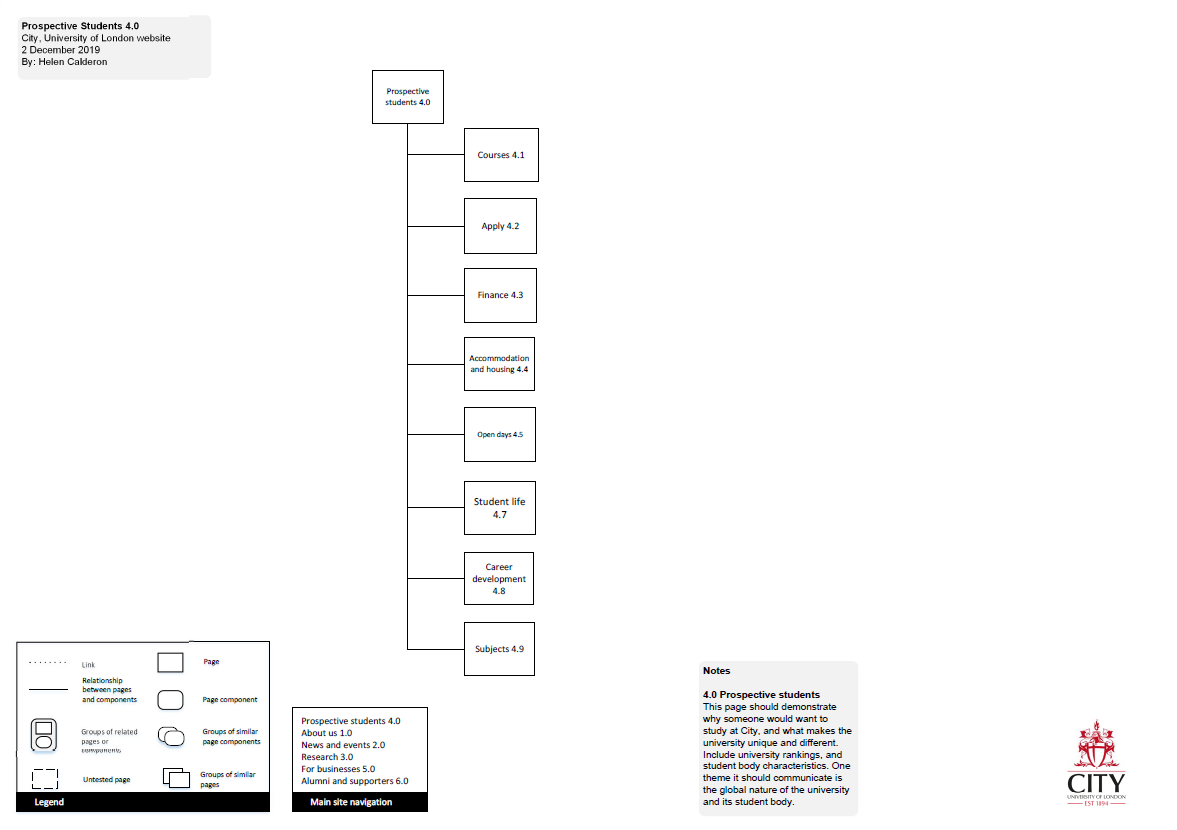 Prospective Students 4.0
City, University of London website
2 December 2019
By: Helen Calderon
Prospective
students 4.0
Courses 4.1
Apply 4.2
Finance 4.3
Accommodation
and housing 4.4
Open days 4.5
Student life
4.7
Career
development
4.8
Subjects 4.9
Link
Page
Relationship
between pages
and components
Page component
Groups of related
pages or
components
Groups of similar
page components
Untested page
Groups of similar
pages
Legend
Prospective students 4.0
About us 1.0
News and events 2.0
Research 3.0
For businesses 5.0
Alumni and supporters 6.0
Main site navigation
Notes
4.0 Prospective students
This page should demonstrate
why someone would want to
study at City, and what makes the
university unique and different.
Include university rankings, and
student body characteristics. One
theme it should communicate is
the global nature of the university
and its student body.
CITY
UNIVERSITY OF LONDON
EST 1894